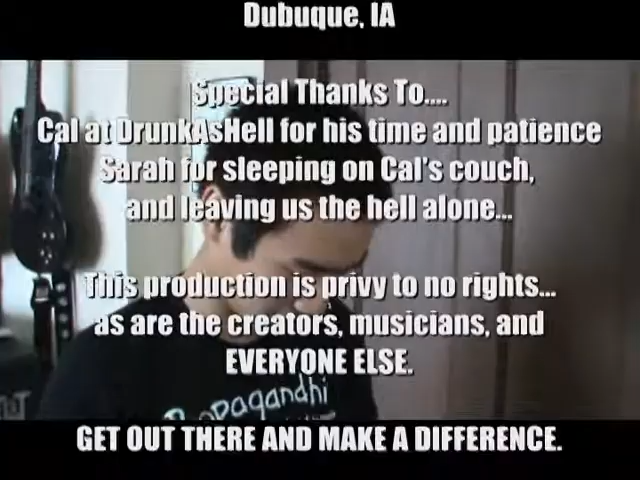 Dubuque, IA
Special Thanks To....
Cal at DrunkAsHell for his time and patience
Sarah for sleeping on Cal's couch,
and leaving us the hell alone...
This production is privy to no rights...
as are the creators, musicians, and
EVERYONE ELSE.
Propagandhi
GET OUT THERE AND MAKE A DIFFERENCE.